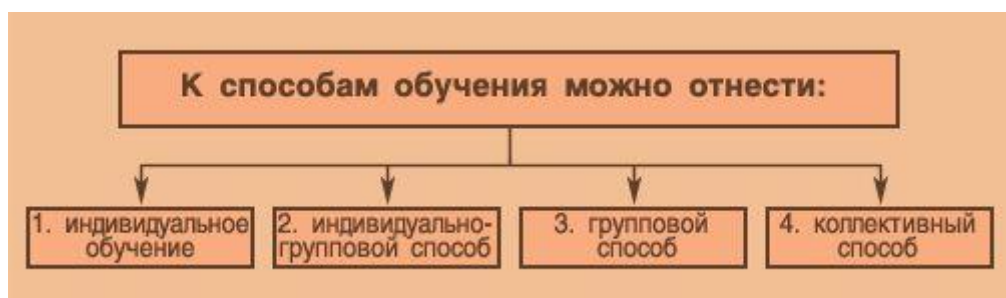 К способам обучения можно отнести:
1. индивидуальное
обучение
2. индивидуально-
групповой способ
3. групповой
способ
4. коллективный
способ